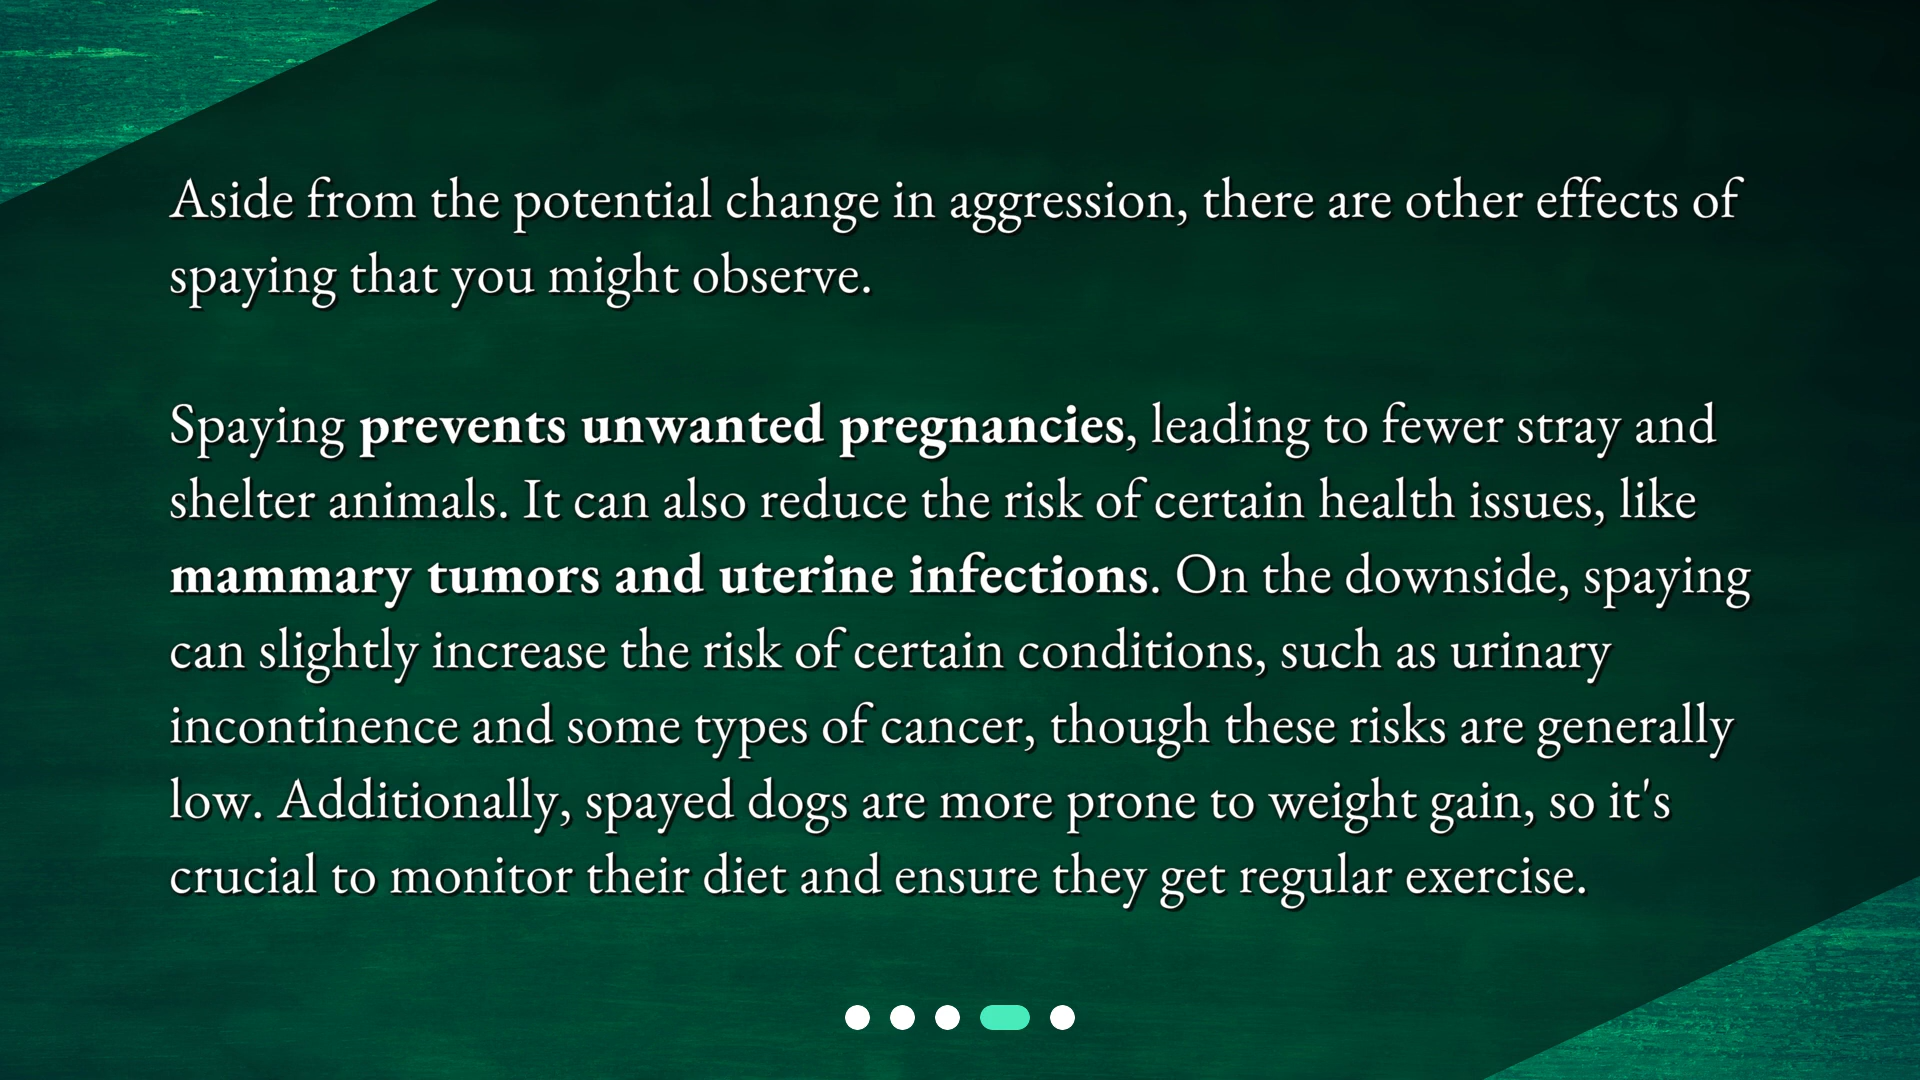 Aside from the potential change in aggression, there are other effects of
spaying that you might observe.
Spaying prevents unwanted pregnancies, leading to fewer stray and
shelter animals. It can also reduce the risk of certain health issues, like
mammary tumors and uterine infections. On the downside, spaying
can slightly increase the risk of certain conditions, such as urinary
incontinence and some types of cancer, though these risks are generally
low. Additionally, spayed dogs are more prone to weight gain, so it's
crucial to monitor their diet and ensure they get regular exercise.